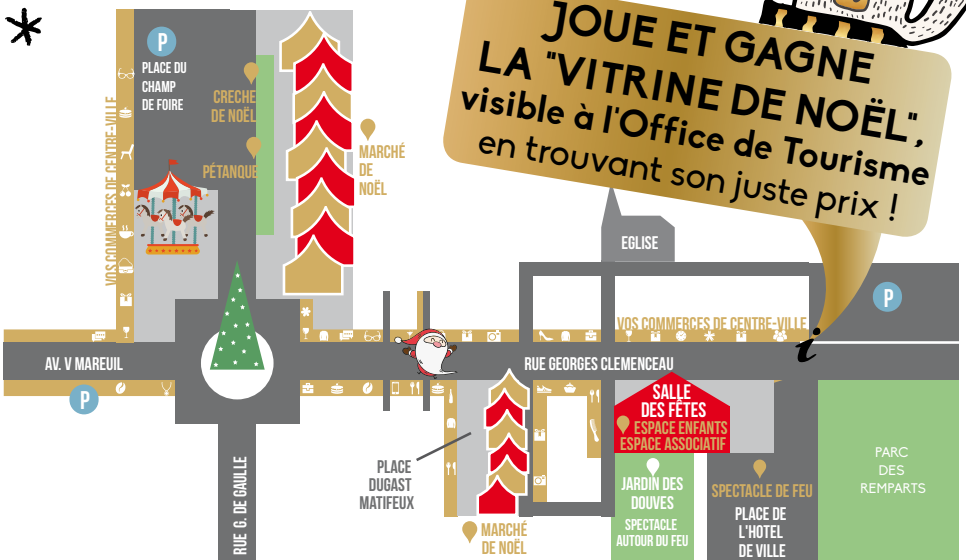 JOUE ET GAGNE
LA "VITRINE DE NOËL",
visible à l'Office de Tourisme
en trouvant son juste prix !
P
PLACE DU
CHAMP
DE FOIRE
VOS COMMERCES DE CENTRE-VILLE
CRECHE
DE NOËL
PÉTANQUE
MARCHÉ
DE
NOËL
EGLISE
P
VOS COMMERCES DE CENTRE-VILLE
i
AV. V MAREUIL
RUE GEORGES CLEMENCEAU
P
SALLE
DES FÊTES
ESPACE ENFANTS
ESPACE ASSOCIATIF
PLACE
DUGAST
MATIFEUX
RUE G. DE GAULLE
MARCHÉ
DE NOËL
JARDIN DES
DOUVES
SPECTACLE
AUTOUR DU FEU
SPECTACLE DE FEU
PLACE DE
L'HOTEL
DE VILLE
PARC
DES
REMPARTS